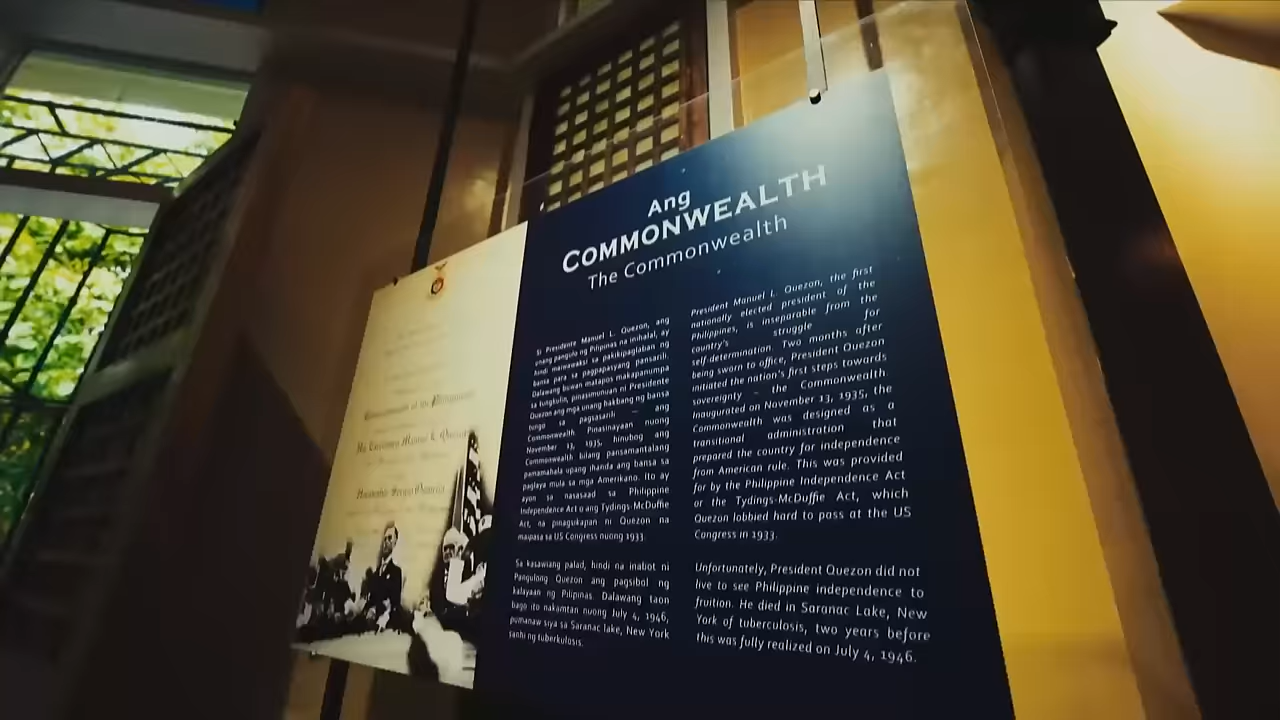 Ang
COMMONWEALTH
The Commonwealth
Si Presidente Manuel L. Quezon, ang
unang pangulo ng Pilipinas na inihalal, ay
hindi maiwawaksi sa pakikipaglaban ng
bansa para sa pagpapasyang pansarili.
Dalawang buwan matapos makapanumpa
sa tungkulin, pinasimunuan ni Presidente
Quezon ang mga unang hakbang ng bansa
tungo sa pagsasarili – ang
Commonwealth. Pinasinayaan nuong
November 13, 1935, hinubog ang
Commonwealth bilang pansamantalang
pamamahala upang ihanda ang bansa sa
paglaya mula sa mga Amerikano. Ito ay
ayon sa nasasaad sa Philippine
Independence Act o ang Tydings-McDuffie
Act, na pinagsikapan ni Quezon na
maipasa sa US Congress nuong 1933.
Sa kasawiang palad, hindi na inabot ni
Pangulong Quezon ang pagsibol ng
kalayaan ng Pilipinas. Dalawang taon
bago ito nakamtan nuong July 4, 1946,
pumanaw siya sa Saranac lake, New York
sanhi ng tuberkulosis.
President Manuel L. Quezon, the first
nationally elected president of the
Philippines, is inseparable from the
country's struggle for
self-determination. Two months after
being sworn to office, President Quezon
initiated the nation's first steps towards
sovereignty – the Commonwealth.
Inaugurated on November 13, 1935, the
Commonwealth was designed as a
transitional administration that
prepared the country for independence
from American rule. This was provided
for by the Philippine Independence Act
or the Tydings-McDuffie Act, which
Quezon lobbied hard to pass at the US
Congress in 1933.
Unfortunately, President Quezon did not
live to see Philippine independence to
fruition. He died in Saranac Lake, New
York of tuberculosis, two years before
this was fully realized on July 4, 1946.